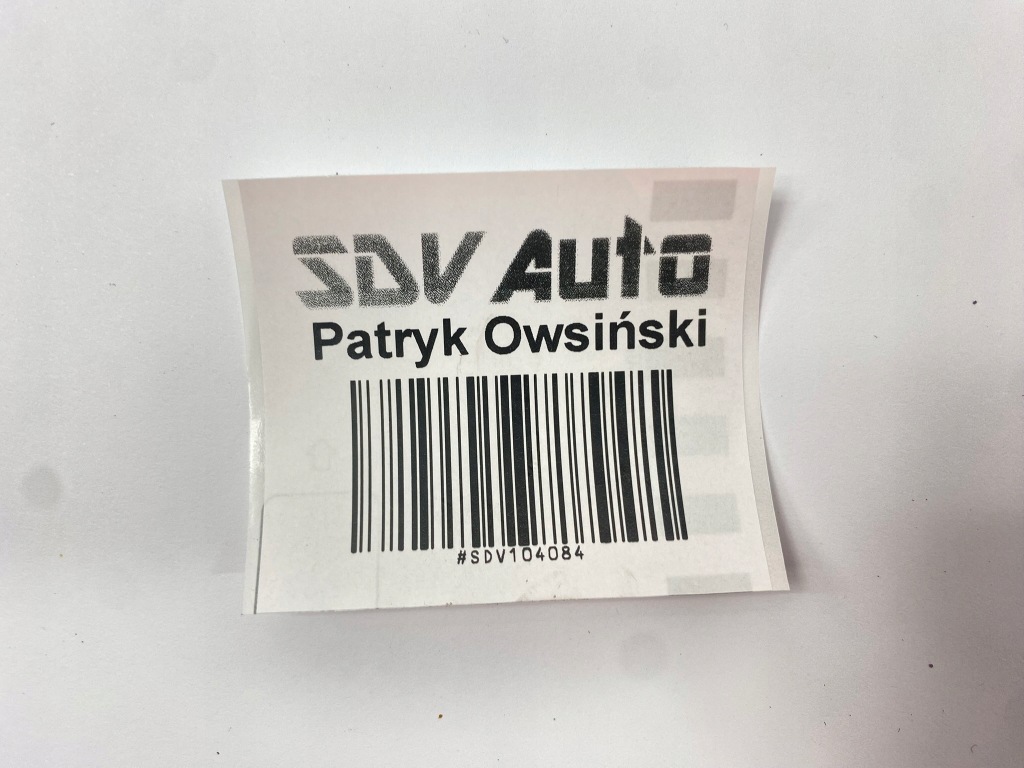 SDV Auto
Patryk Owsiński
#SDV104084